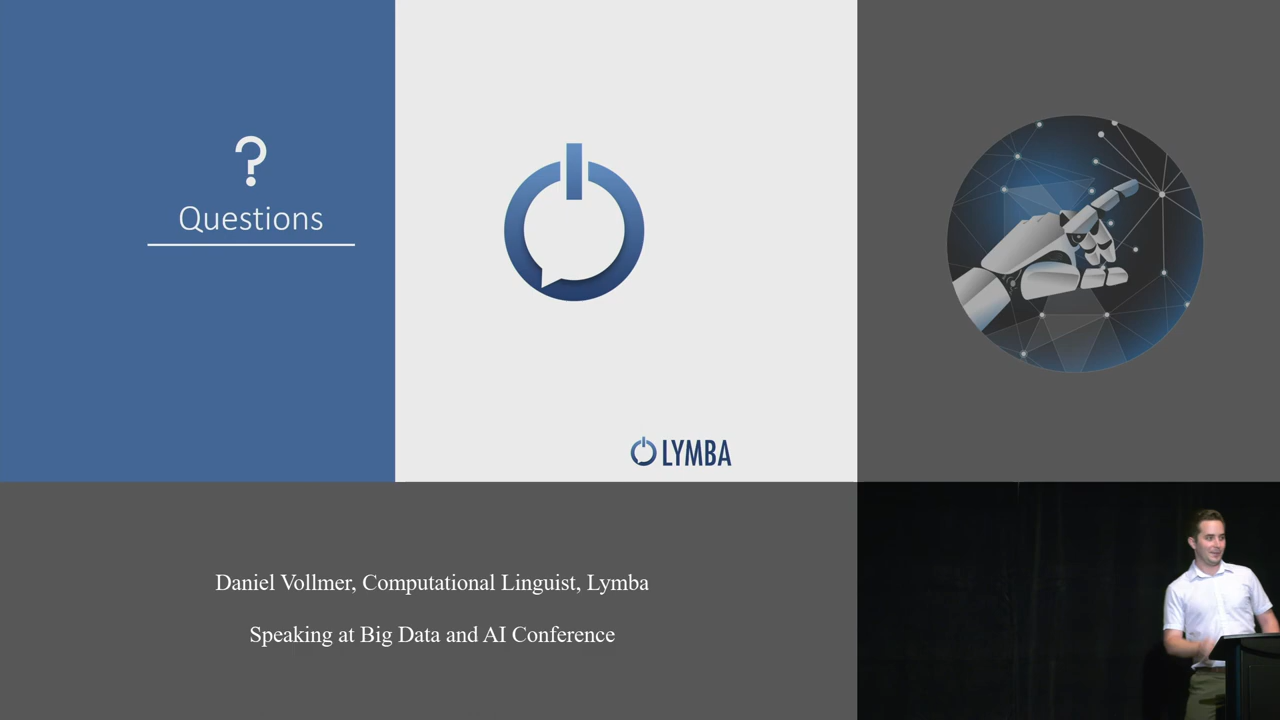 ?
Questions
LYMBA
Daniel Vollmer, Computational Linguist, Lymba
Speaking at Big Data and AI Conference